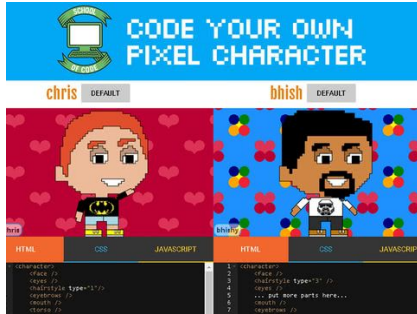 SCHOOL
OF CODE
CODE YOUR OWN
PIXEL CHARACTER
chris DEFAULT
bhish DEFAULT
hris
bhishy
HTML CSS JAVASCRIPT
<character>
<face />
<eyes />
<hairstyle type="1"/>
<eyebrows />
<mouth />
<torso />
HTML CSS JAVASCRIP
1 <character>
2 <face />
3 <hairstyle type="3" />
4 <eyes />
5 ... put more parts here...
6 <mouth />
7 <eyebrow />